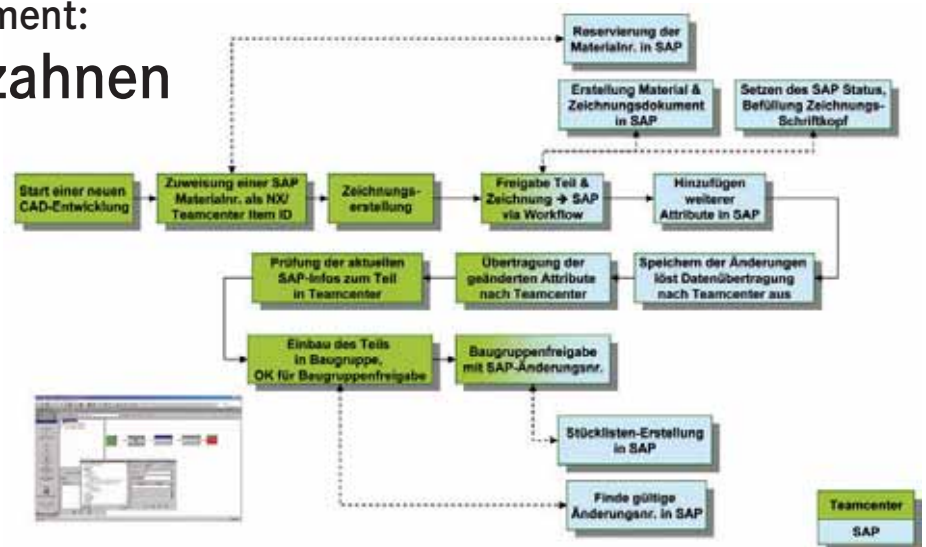 ment:
zahnen
Reservierung der
Materialnr. in SAP
Erstellung Material &
Zeichnungsdokument
in SAP
Setzen des SAP Status,
Befüllung Zeichnungs-
Schriftkopf
Start einer neuen
CAD-Entwicklung
Zuweisung einer SAP
Materialnr. als NX/
Teamcenter Item ID
Zeichnungs-
erstellung
Freigabe Teil &
Zeichnung → SAP
via Workflow
Hinzufügen
weiterer
Attribute in SAP
Prüfung der aktuellen
SAP-Infos zum Teil
in Teamcenter
Übertragung der
geänderten Attribute
nach Teamcenter
Speichern der Änderungen
löst Datenübertragung
nach Teamcenter aus
Einbau des Teils
in Baugruppe,
OK für Baugruppenfreigabe
Baugruppenfreigabe
mit SAP-Änderungsnr.
Stücklisten-Erstellung
in SAP
Finde gültige
Änderungsnr. in SAP
Teamcenter
SAP